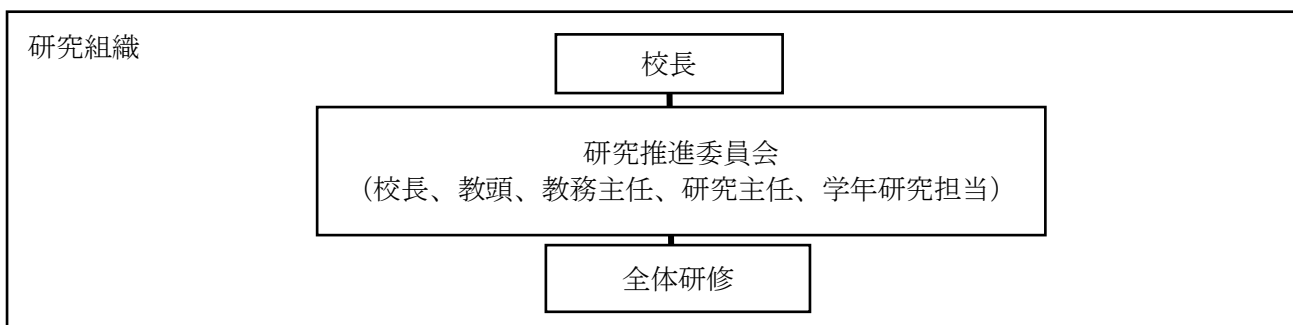 研究組織
校長
研究推進委員会
（校長、教頭、教務主任、研究主任、学年研究担当）
全体研修